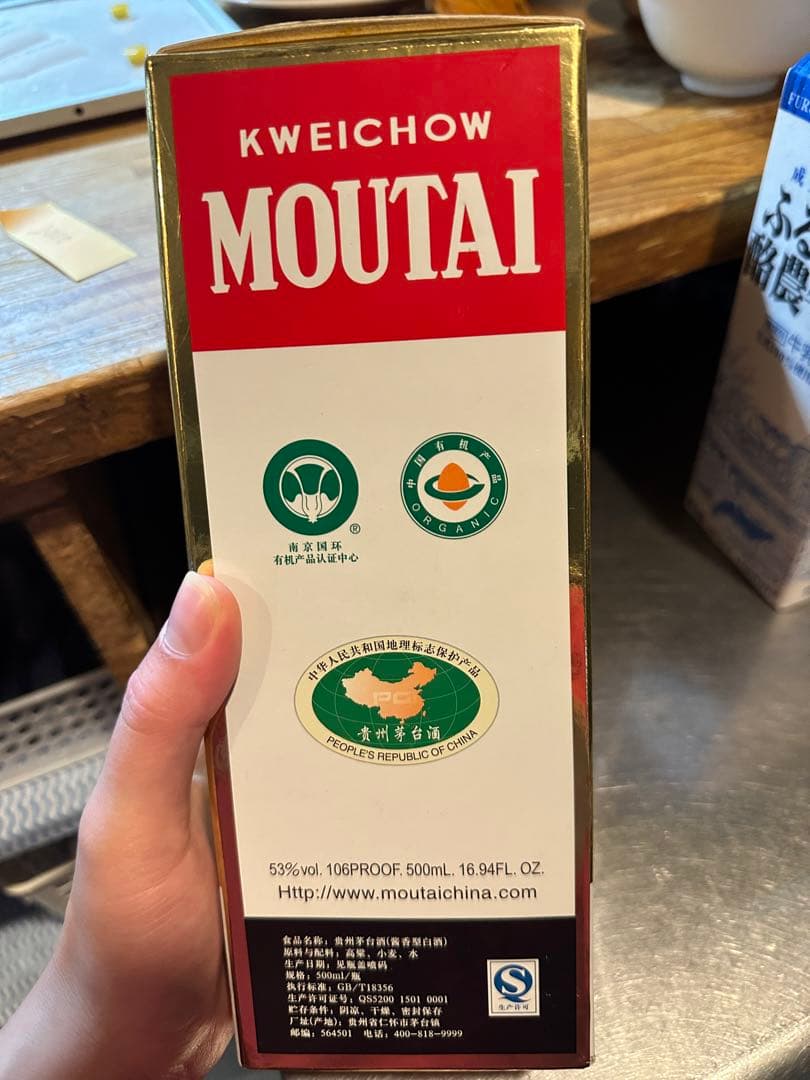 KWEICHOW
MOUTAI
南京国环
有机产品认证中心
®
中国有机产品
ORGANIC
中华人民共和国地理标志保护产品
贵州茅台酒
PEOPLE'S REPUBLIC OF CHINA
53%vol. 106PROOF. 500mL. 16.94FL. OZ.
Http://www.moutaichina.com
食品名称：贵州茅台酒(酱香型白酒)
原料与配料：高粱、小麦、水
生产日期：见瓶盖喷码
规格：500ml/瓶
执行标准：GB/T18356
生产许可证号：QS5200 1501 0001
贮存条件：阴凉、干燥、密封保存
厂址(产地)：贵州省仁怀市茅台镇
邮编：564501 电话：400-818-9999
S
生产许可
FUR
成
ふ
酪農